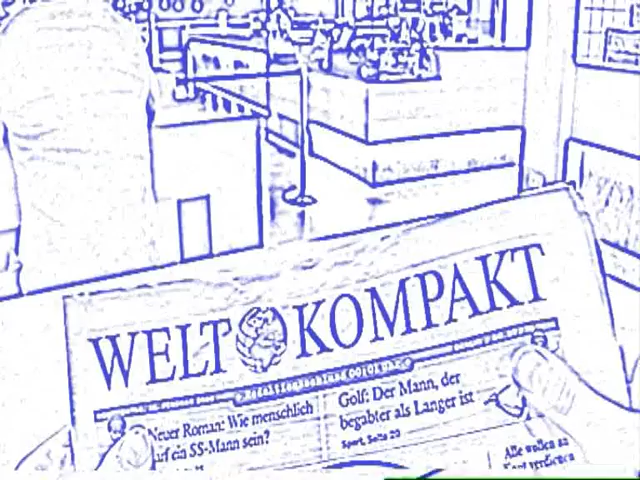 WELT KOMPAKT
Neuer Roman: Wie menschlich
darf ein SS-Mann sein?
Golf: Der Mann, der
begabter als Langer ist
Sport, Seite 20
Alle wollen an